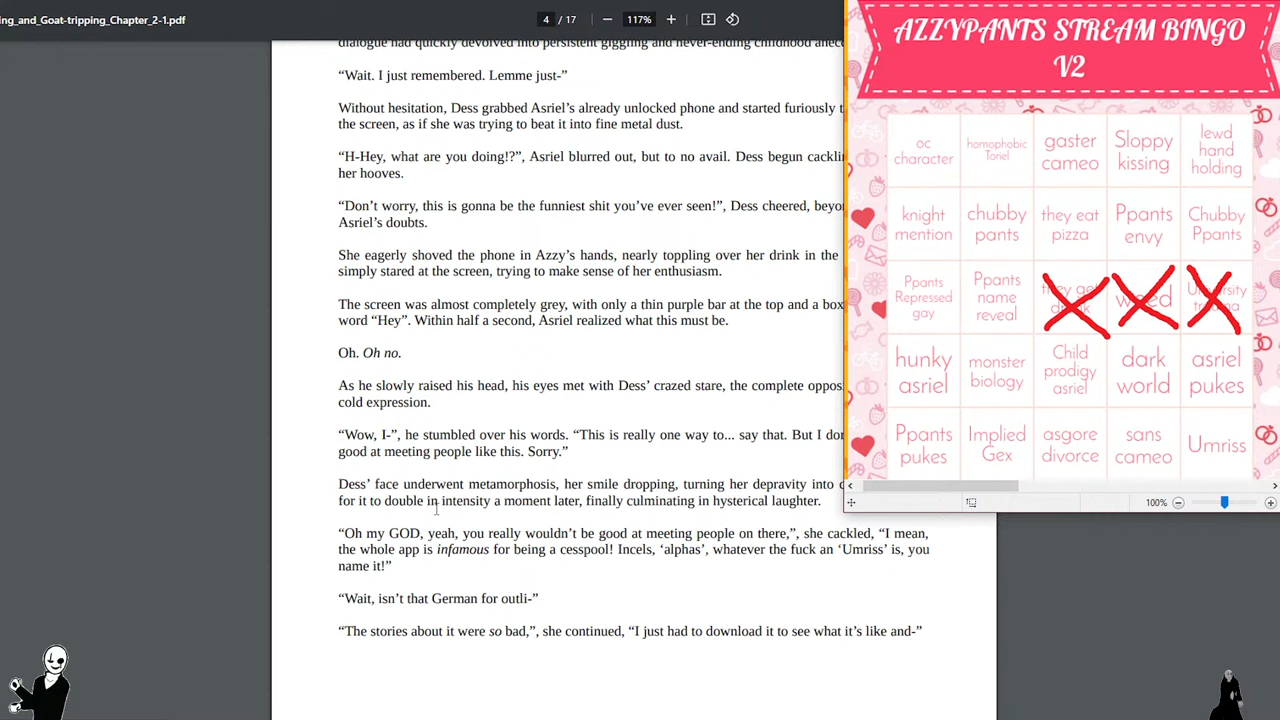 ing_and_Goat-tripping_Chapter_2-1.pdf
4 / 17
117%
dialogue had quickly devolved into persistent giggling and never-ending childhood
“Wait. I just remembered. Lemme just-”
Without hesitation, Dess grabbed Asriel’s already unlocked phone and started furiously
the screen, as if she was trying to beat it into fine metal dust.
“H-Hey, what are you doing!?”, Asriel blurred out, but to no avail. Dess begun
her hooves.
“Don’t worry, this is gonna be the funniest shit you’ve ever seen!”, Dess cheered,
Asriel’s doubts.
She eagerly shoved the phone in Azzy’s hands, nearly toppling over her drink in the
simply stared at the screen, trying to make sense of her enthusiasm.
The screen was almost completely grey, with only a thin purple bar at the top and a
word “Hey”. Within half a second, Asriel realized what this must be.
Oh. Oh no.
As he slowly raised his head, his eyes met with Dess’ crazed stare, the complete
cold expression.
“Wow, I-”, he stumbled over his words. “This is really one way to... say that. But I
good at meeting people like this. Sorry.”
Dess’ face underwent metamorphosis, her smile dropping, turning her depravity into
for it to double in intensity a moment later, finally culminating in hysterical laughter.
“Oh my GOD, yeah, you really wouldn’t be good at meeting people on there,”, she cackled, “I mean,
the whole app is infamous for being a cesspool! Incels, ‘alphas’, whatever the fuck an ‘Umriss’ is, you
name it!”
“Wait, isn’t that German for outli-”
“The stories about it were so bad,”, she continued, “I just had to download it to see what it’s like and-”
AZZYPANTS STREAM BINGO
V2
oc
character
homophobic
Toriel
gaster
cameo
Sloppy
kissing
lewd
hand
holding
knight
mention
chubby
pants
they eat
pizza
Ppants
envy
Chubby
Ppants
Ppants
Repressed
gay
Ppants
name
reveal
they get
weed
hunky
asriel
monster
biology
Child
prodigy
asriel
dark
world
asriel
pukes
Ppants
pukes
Implied
Gex
asgore
divorce
sans
cameo
Umriss
100%